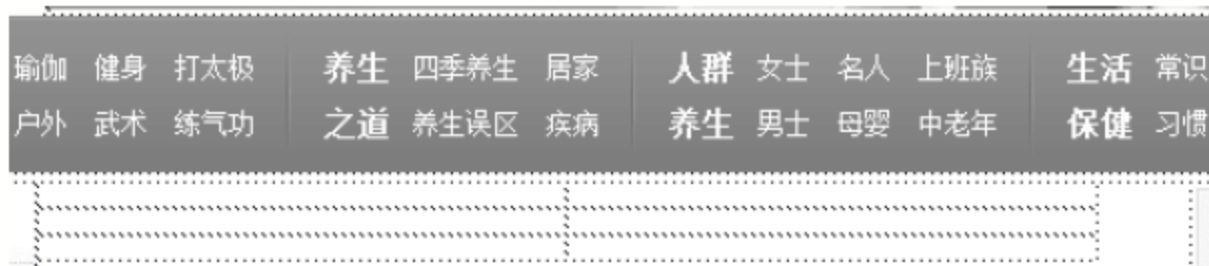 瑜伽 健身 打太极 养生 四季养生 居家 人群 女士 名人 上班族 生活 常识
户外 武术 练气功 之道 养生误区 疾病 养生 男士 母婴 中老年 保健 习惯